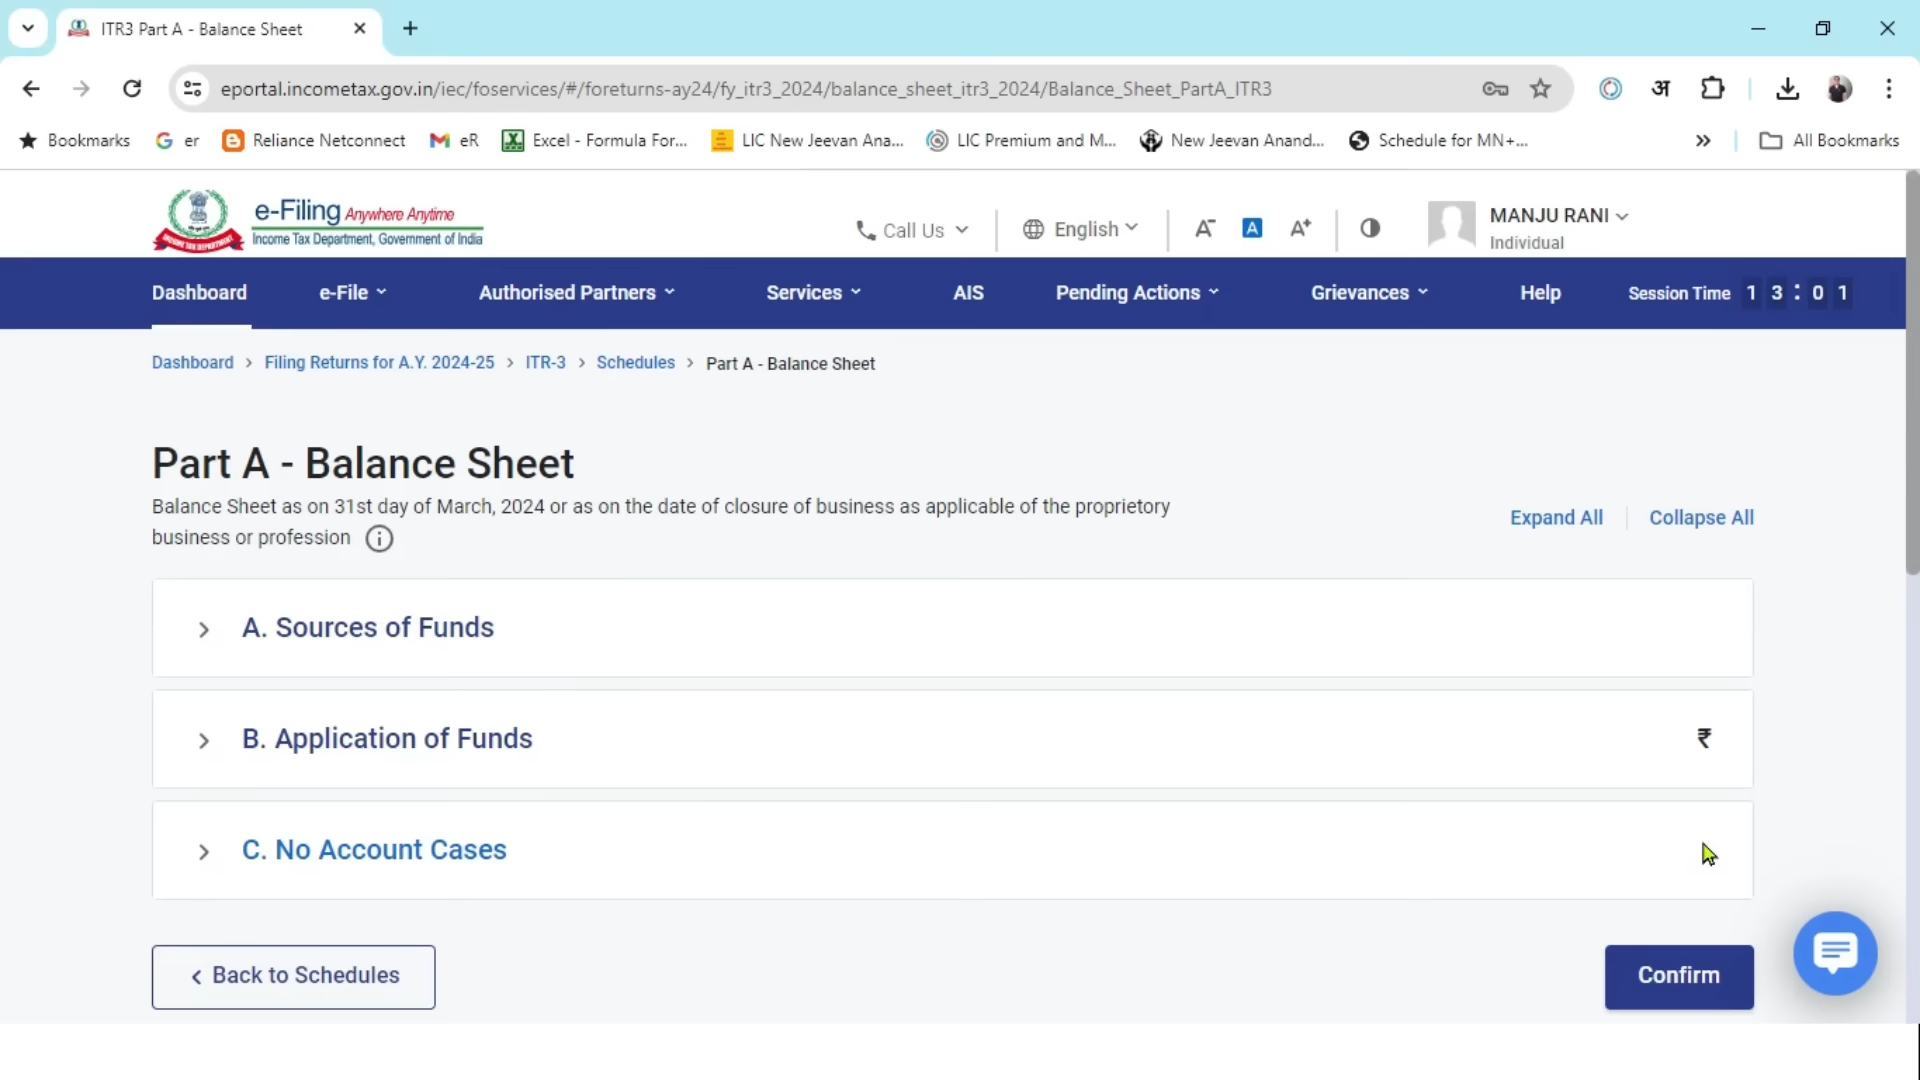 ITR3 Part A - Balance Sheet
eportal.incometax.gov.in/iec/foservices/#/foreturns-ay24/fy_itr3_2024/balance_sheet_itr3_2024/Balance_Sheet_PartA_ITR3
अ
Bookmarks er Reliance Netconnect eR Excel - Formula For... LIC New Jeevan Ana... LIC Premium and M... New Jeevan Anand... Schedule for MN+... » All Bookmarks
e-Filing Anywhere Anytime
Income Tax Department, Government of India
Call Us English A- A A+ MANJU RANI
Individual
Dashboard e-File Authorised Partners Services AIS Pending Actions Grievances Help Session Time 13:01
Dashboard > Filing Returns for A.Y. 2024-25 > ITR-3 > Schedules > Part A - Balance Sheet
Part A - Balance Sheet
Balance Sheet as on 31st day of March, 2024 or as on the date of closure of business as applicable of the proprietory
business or profession
Expand All Collapse All
A. Sources of Funds
B. Application of Funds ₹
C. No Account Cases
< Back to Schedules Confirm